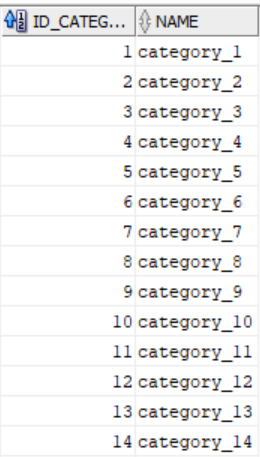 ID_CATEG... NAME
1 category_1
2 category_2
3 category_3
4 category_4
5 category_5
6 category_6
7 category_7
8 category_8
9 category_9
10 category_10
11 category_11
12 category_12
13 category_13
14 category_14